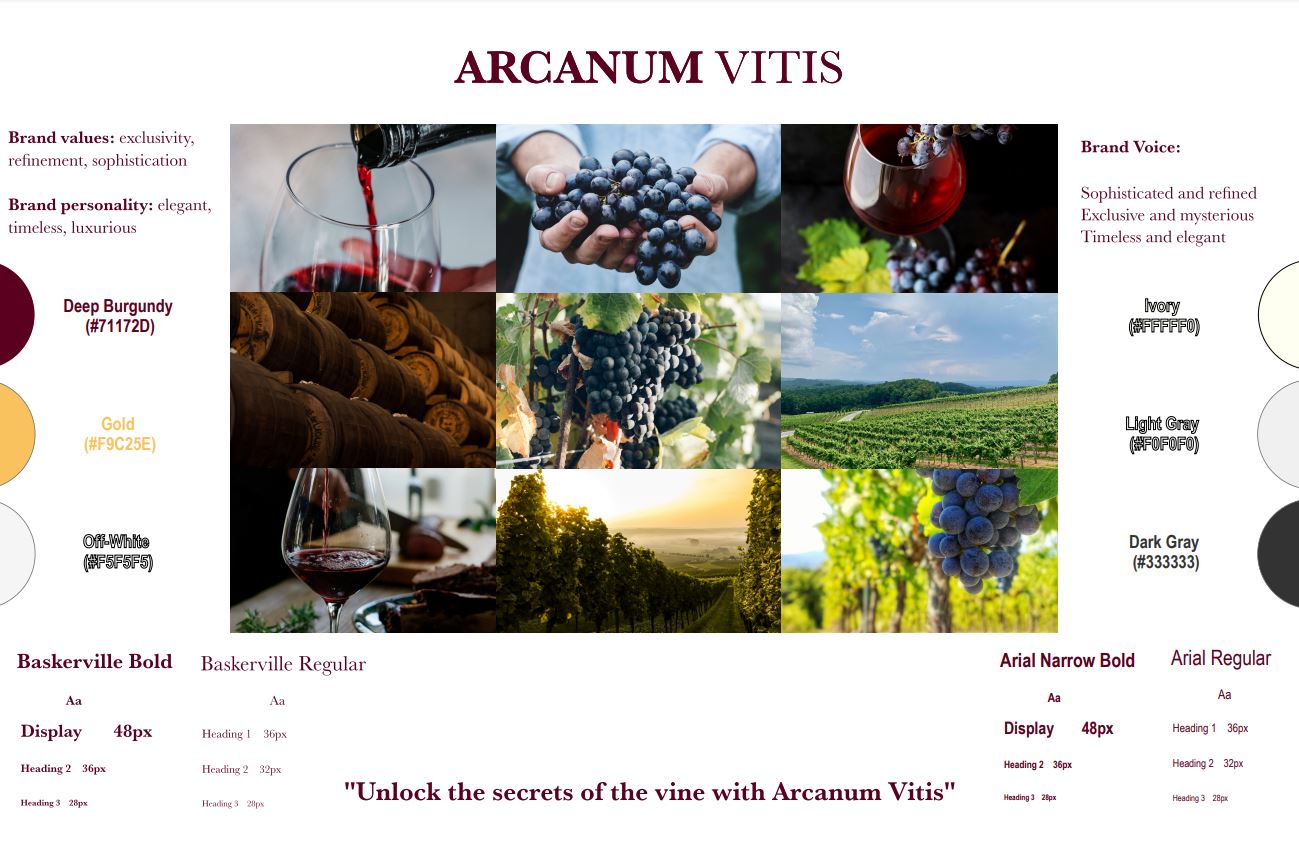 ARCANUM VITIS
Brand values: exclusivity,
refinement, sophistication
Brand personality: elegant,
timeless, luxurious
Deep Burgundy
(#71172D)
Gold
(#F9C25E)
Off-White
(#F5F5F5)
Brand Voice:
Sophisticated and refined
Exclusive and mysterious
Timeless and elegant
Ivory
(#FFFFF0)
Light Gray
(#F0F0F0)
Dark Gray
(#333333)
Baskerville Bold
Aa
Display 48px
Heading 2 36px
Heading 3 28px
Baskerville Regular
Aa
Heading 1 36px
Heading 2 32px
Heading 3 28px
"Unlock the secrets of the vine with Arcanum Vitis"
Arial Narrow Bold
Aa
Display 48px
Heading 2 36px
Heading 3 28px
Arial Regular
Aa
Heading 1 36px
Heading 2 32px
Heading 3 28px